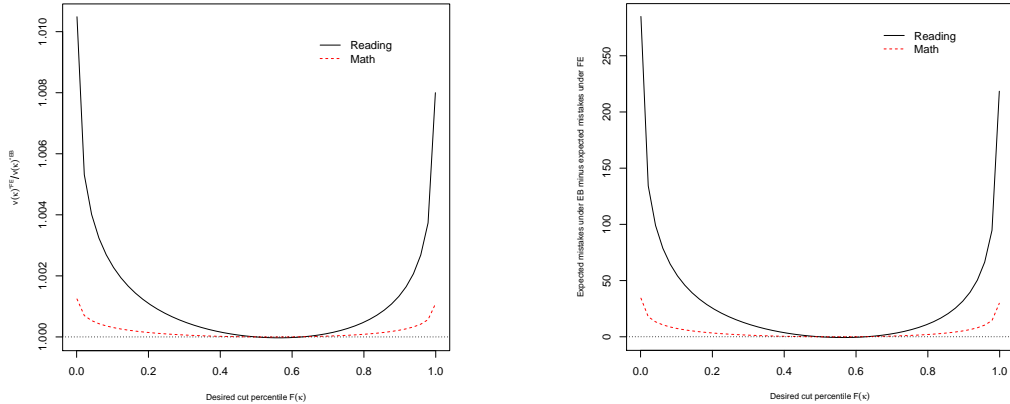 1.010
1.008
1.006
1.004
1.002
1.000
v(κ)*FE/v(κ)*EB
Reading
Math
0.0 0.2 0.4 0.6 0.8 1.0
Desired cut percentile F(κ)
250
200
150
100
50
0
Expected mistakes under EB minus expected mistakes under FE
Reading
Math
0.0 0.2 0.4 0.6 0.8 1.0
Desired cut percentile F(κ)